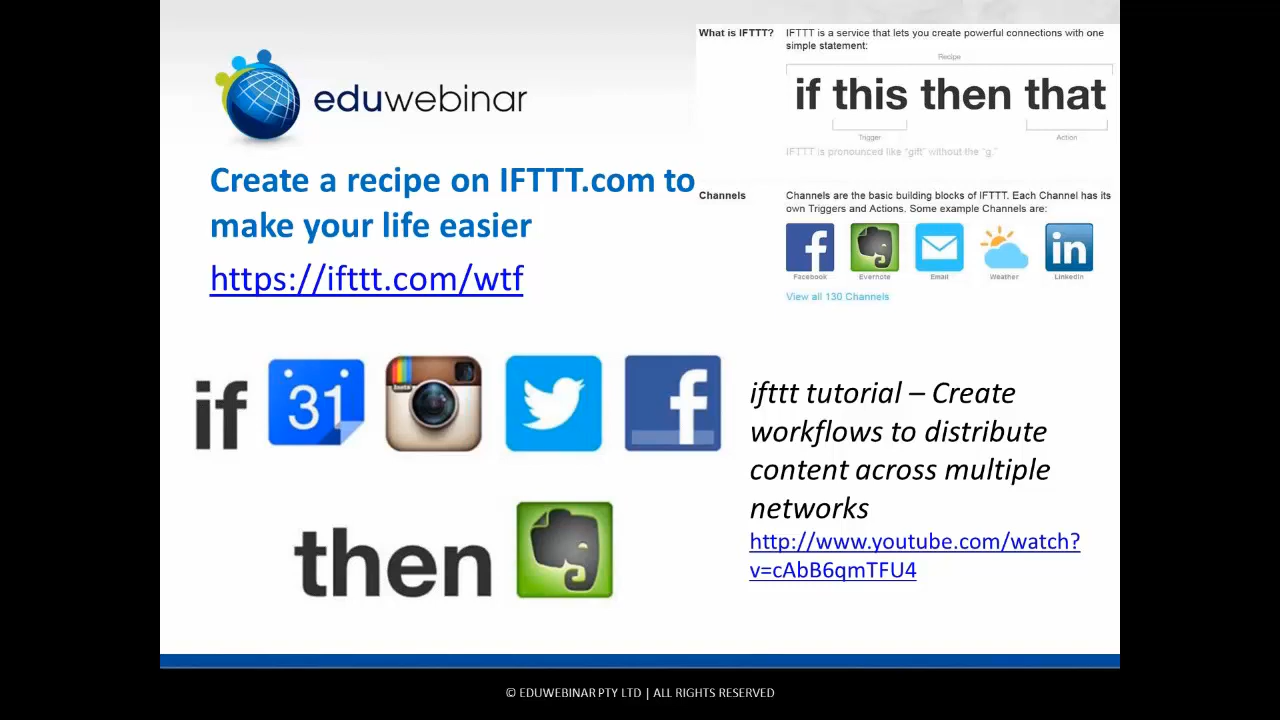 eduwebinar
Create a recipe on IFTTT.com to
make your life easier
https://ifttt.com/wtf
What is IFTTT?
IFTTT is a service that lets you create powerful connections with one
simple statement:
Recipe
if this then that
Trigger
Action
IFTTT is pronounced like "gift" without the "g."
Channels
Channels are the basic building blocks of IFTTT. Each Channel has its
own Triggers and Actions. Some example Channels are:
Facebook
Evernote
Email
Weather
LinkedIn
View all 130 Channels
if
31
Insta
then
ifttt tutorial – Create
workflows to distribute
content across multiple
networks
http://www.youtube.com/watch?
v=cAbB6qmTFU4
© EDUWEBINAR PTY LTD | ALL RIGHTS RESERVED